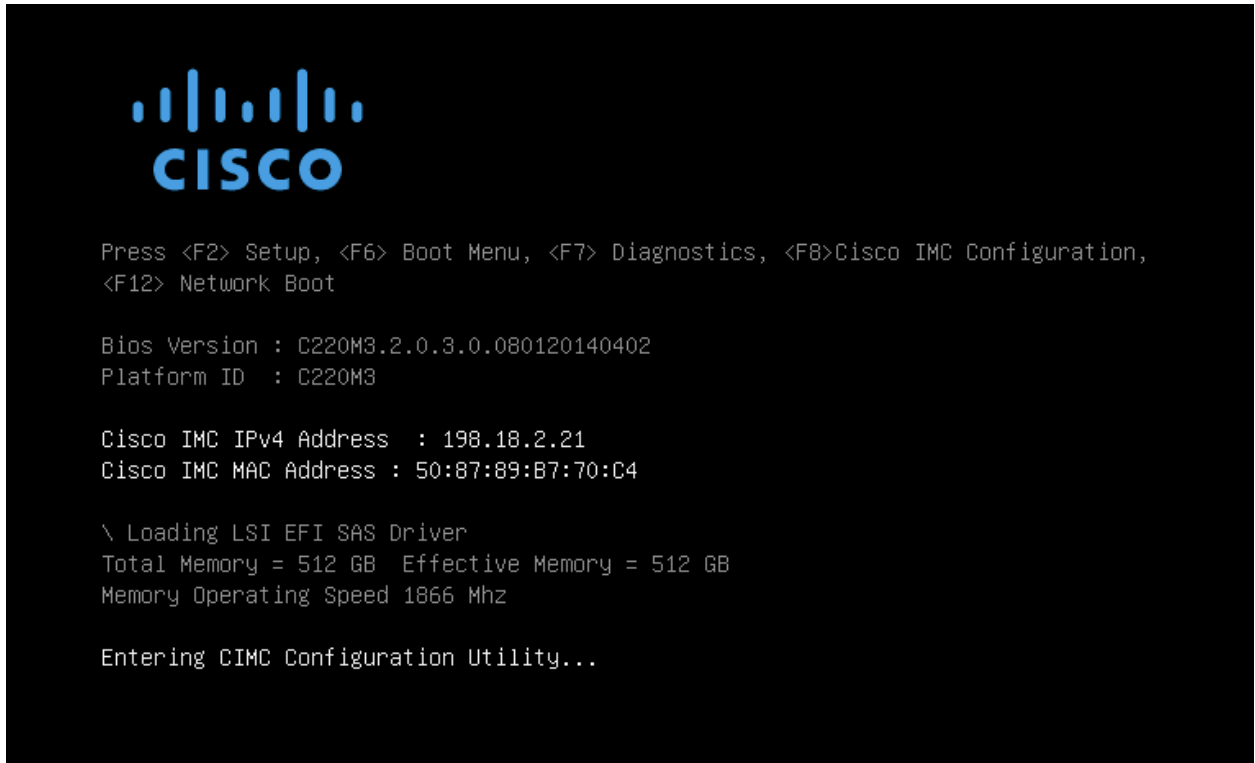 CISCO
Press <F2> Setup, <F6> Boot Menu, <F7> Diagnostics, <F8>Cisco IMC Configuration,
<F12> Network Boot
Bios Version : C220M3.2.0.3.0.080120140402
Platform ID  : C220M3
Cisco IMC IPv4 Address  : 198.18.2.21
Cisco IMC MAC Address : 50:87:89:B7:70:C4
\ Loading LSI EFI SAS Driver
Total Memory = 512 GB  Effective Memory = 512 GB
Memory Operating Speed 1866 Mhz
Entering CIMC Configuration Utility...